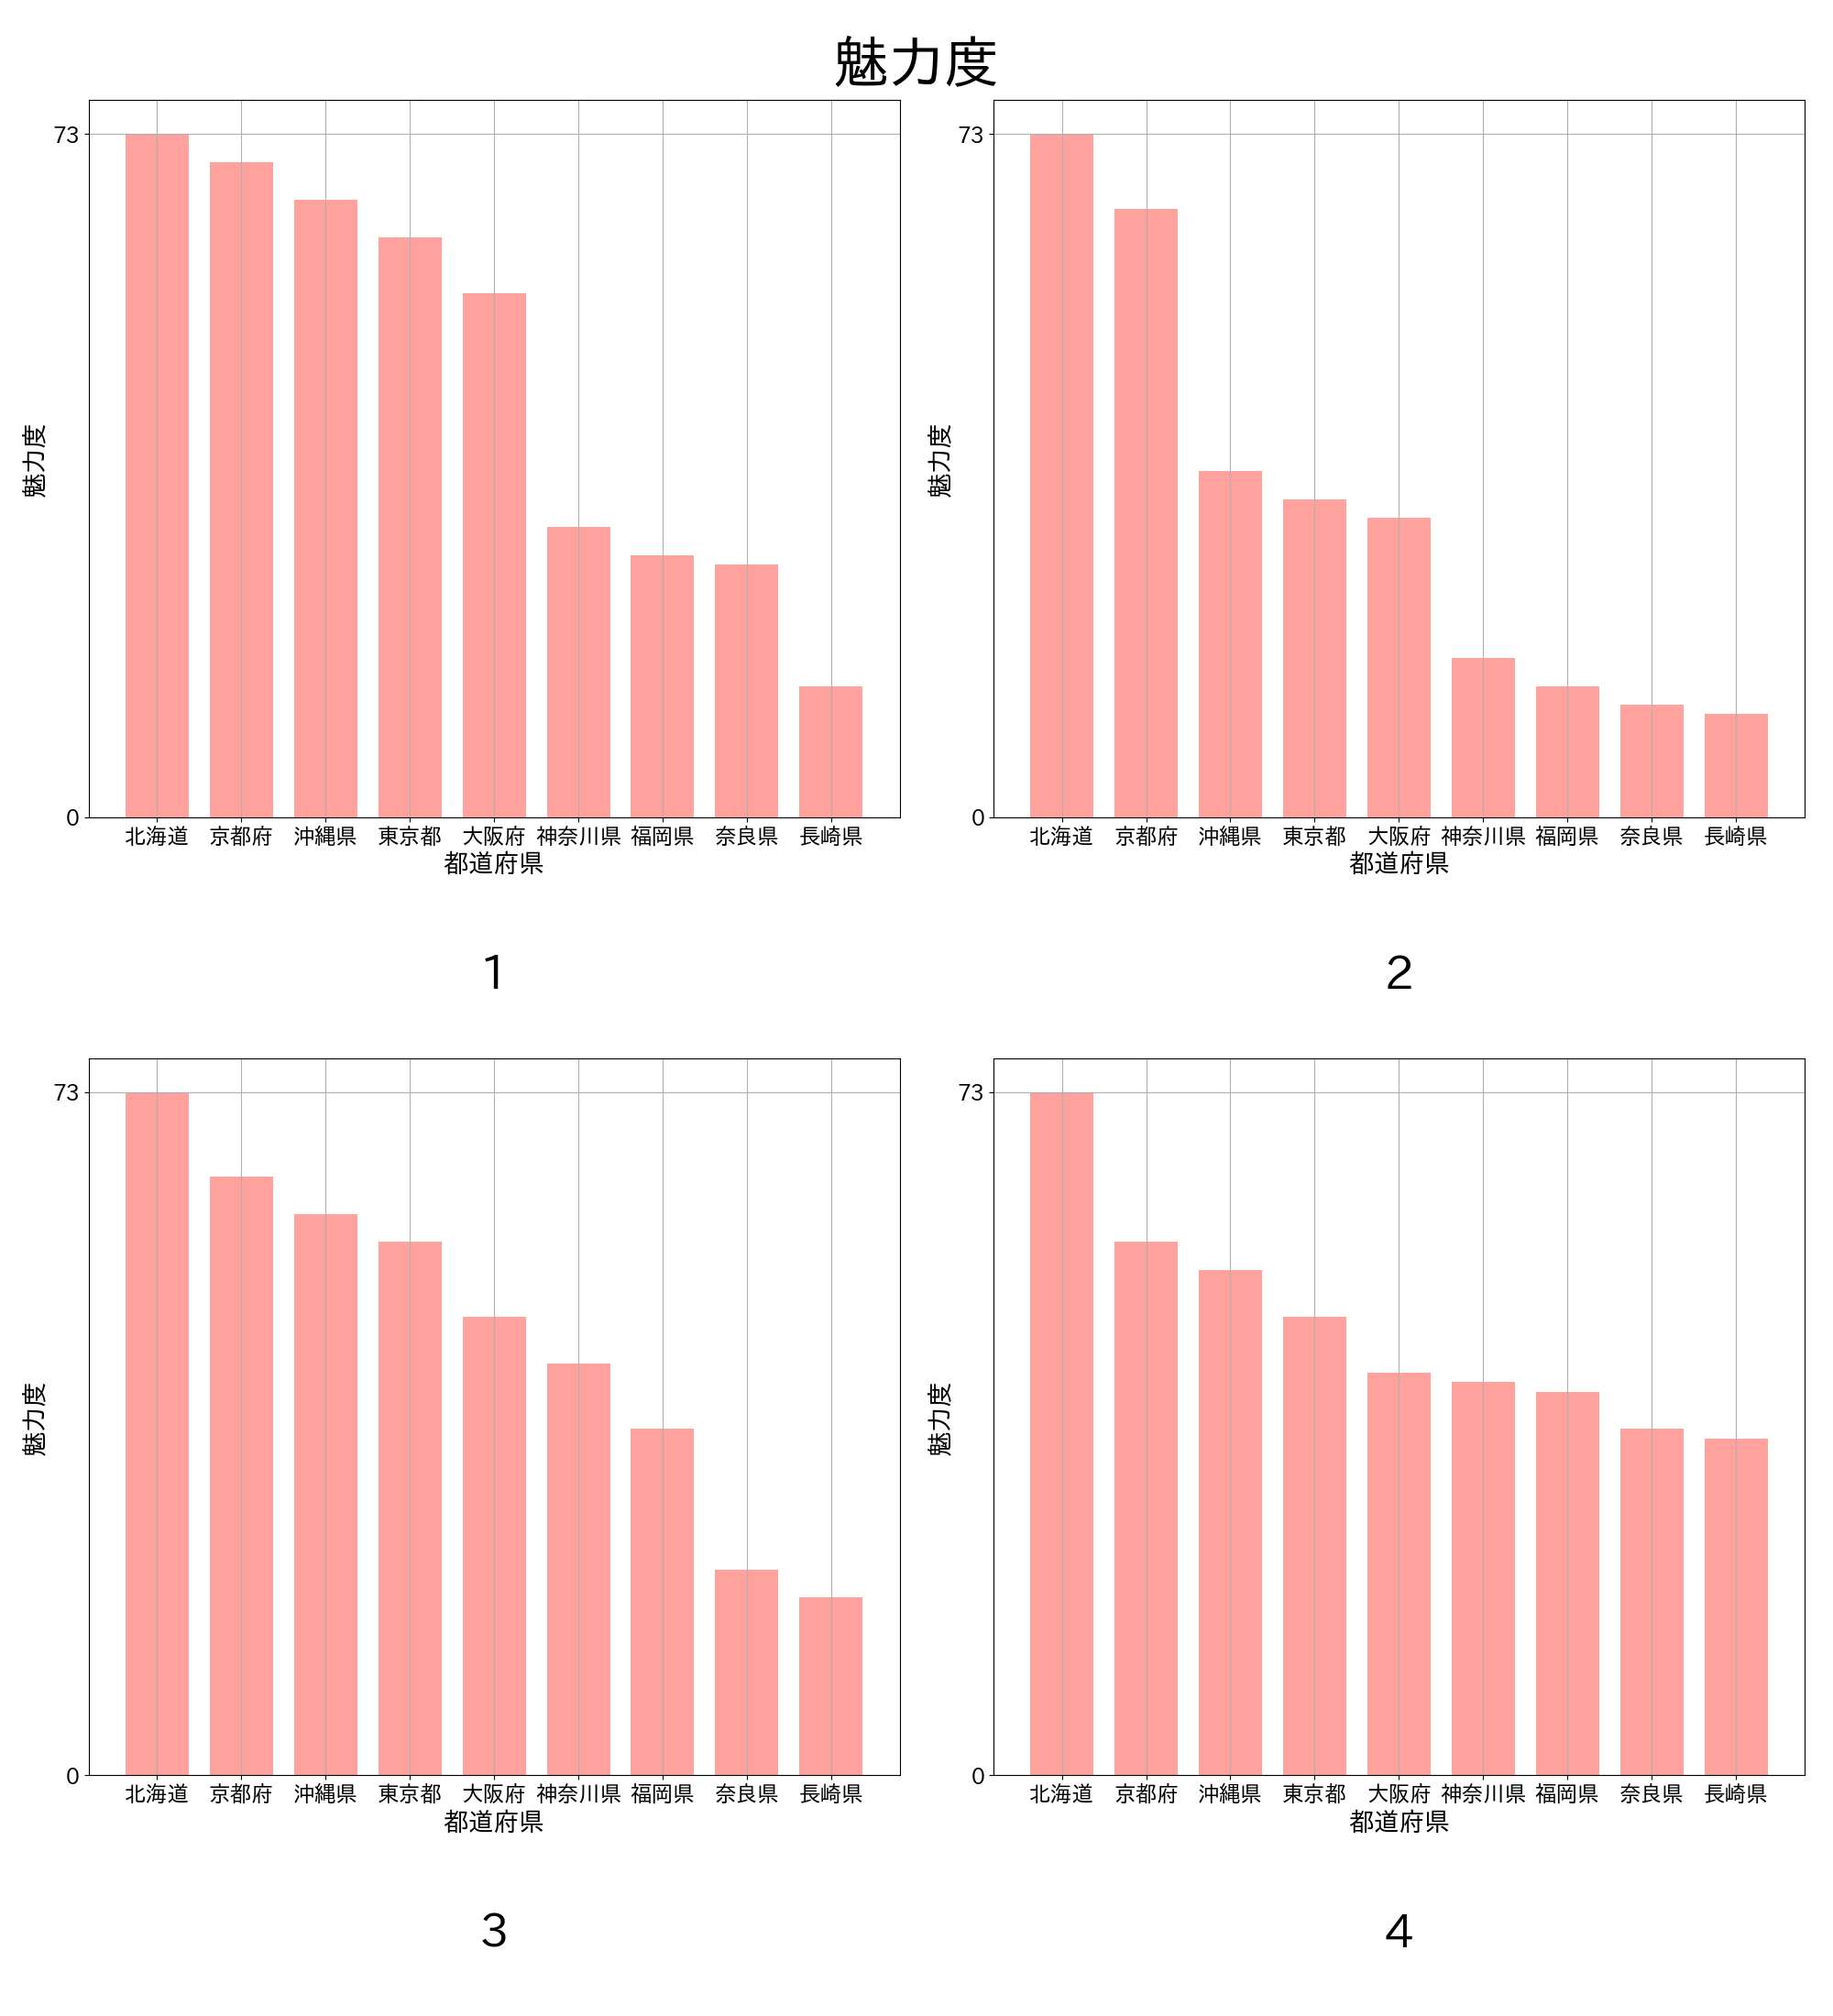 魅力度
73
0
魅力度
北海道 京都府 沖縄県 東京都 大阪府 神奈川県 福岡県 奈良県 長崎県
都道府県
1
73
0
魅力度
北海道 京都府 沖縄県 東京都 大阪府 神奈川県 福岡県 奈良県 長崎県
都道府県
2
73
0
魅力度
北海道 京都府 沖縄県 東京都 大阪府 神奈川県 福岡県 奈良県 長崎県
都道府県
3
73
0
魅力度
北海道 京都府 沖縄県 東京都 大阪府 神奈川県 福岡県 奈良県 長崎県
都道府県
4